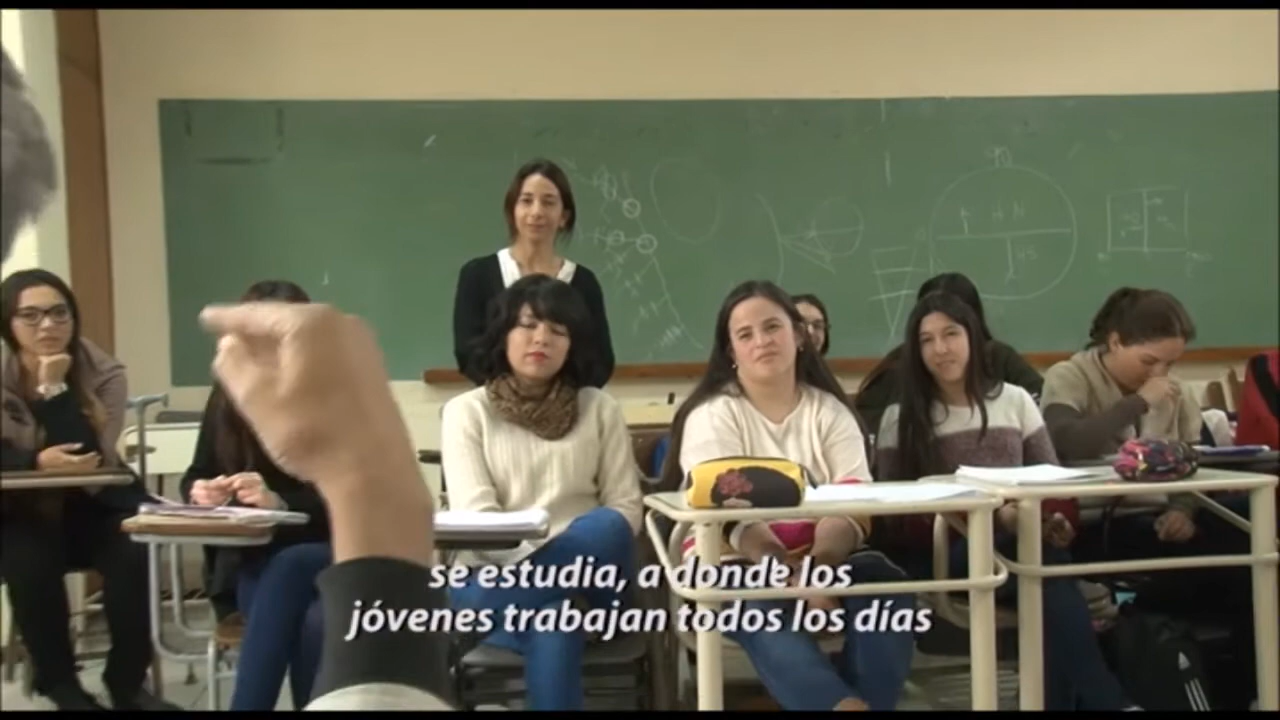 se estudia, a donde los
jóvenes trabajan todos los días